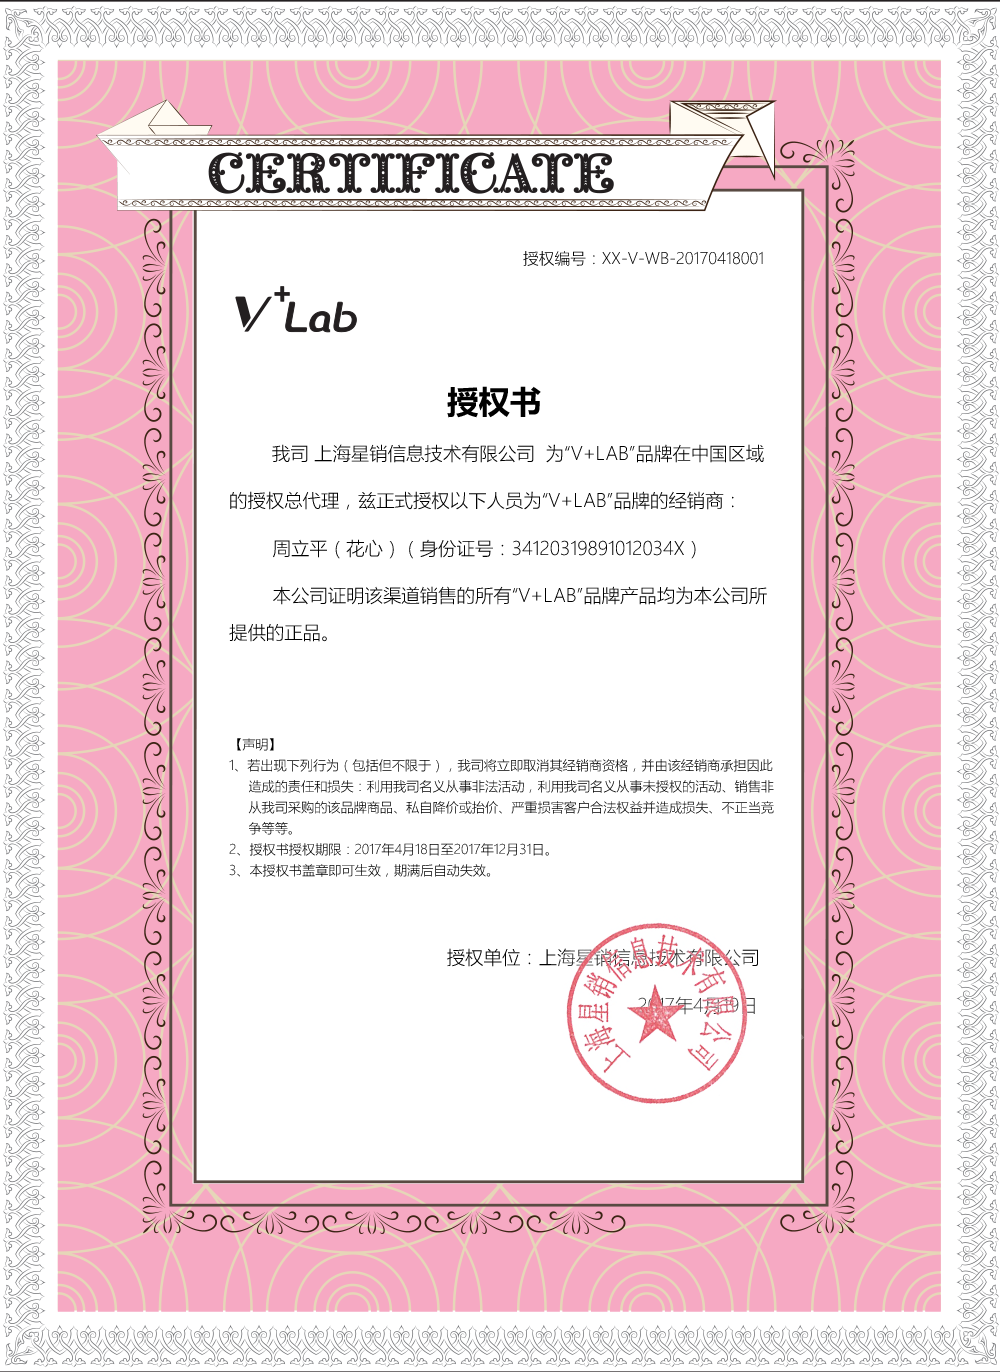 CERTIFICATE
授权编号：XX-V-WB-20170418001
V+Lab
授权书
我司 上海星销信息技术有限公司 为“V+LAB”品牌在中国区域
的授权总代理，兹正式授权以下人员为“V+LAB”品牌的经销商：
周立平（花心）（身份证号：34120319891012034X）
本公司证明该渠道销售的所有“V+LAB”品牌产品均为本公司所
提供的正品。
【声明】
1、若出现下列行为（包括但不限于），我司将立即取消其经销商资格，并由该经销商承担因此
造成的责任和损失：利用我司名义从事非法活动，利用我司名义从事未授权的活动、销售非
从我司采购的该品牌商品、私自降价或抬价、严重损害客户合法权益并造成损失、不正当竞
争等等。
2、授权书授权期限：2017年4月18日至2017年12月31日。
3、本授权书盖章即可生效，期满后自动失效。
授权单位：上海星销信息技术有限公司
2017年4月19日
上海星销信息技术有限公司